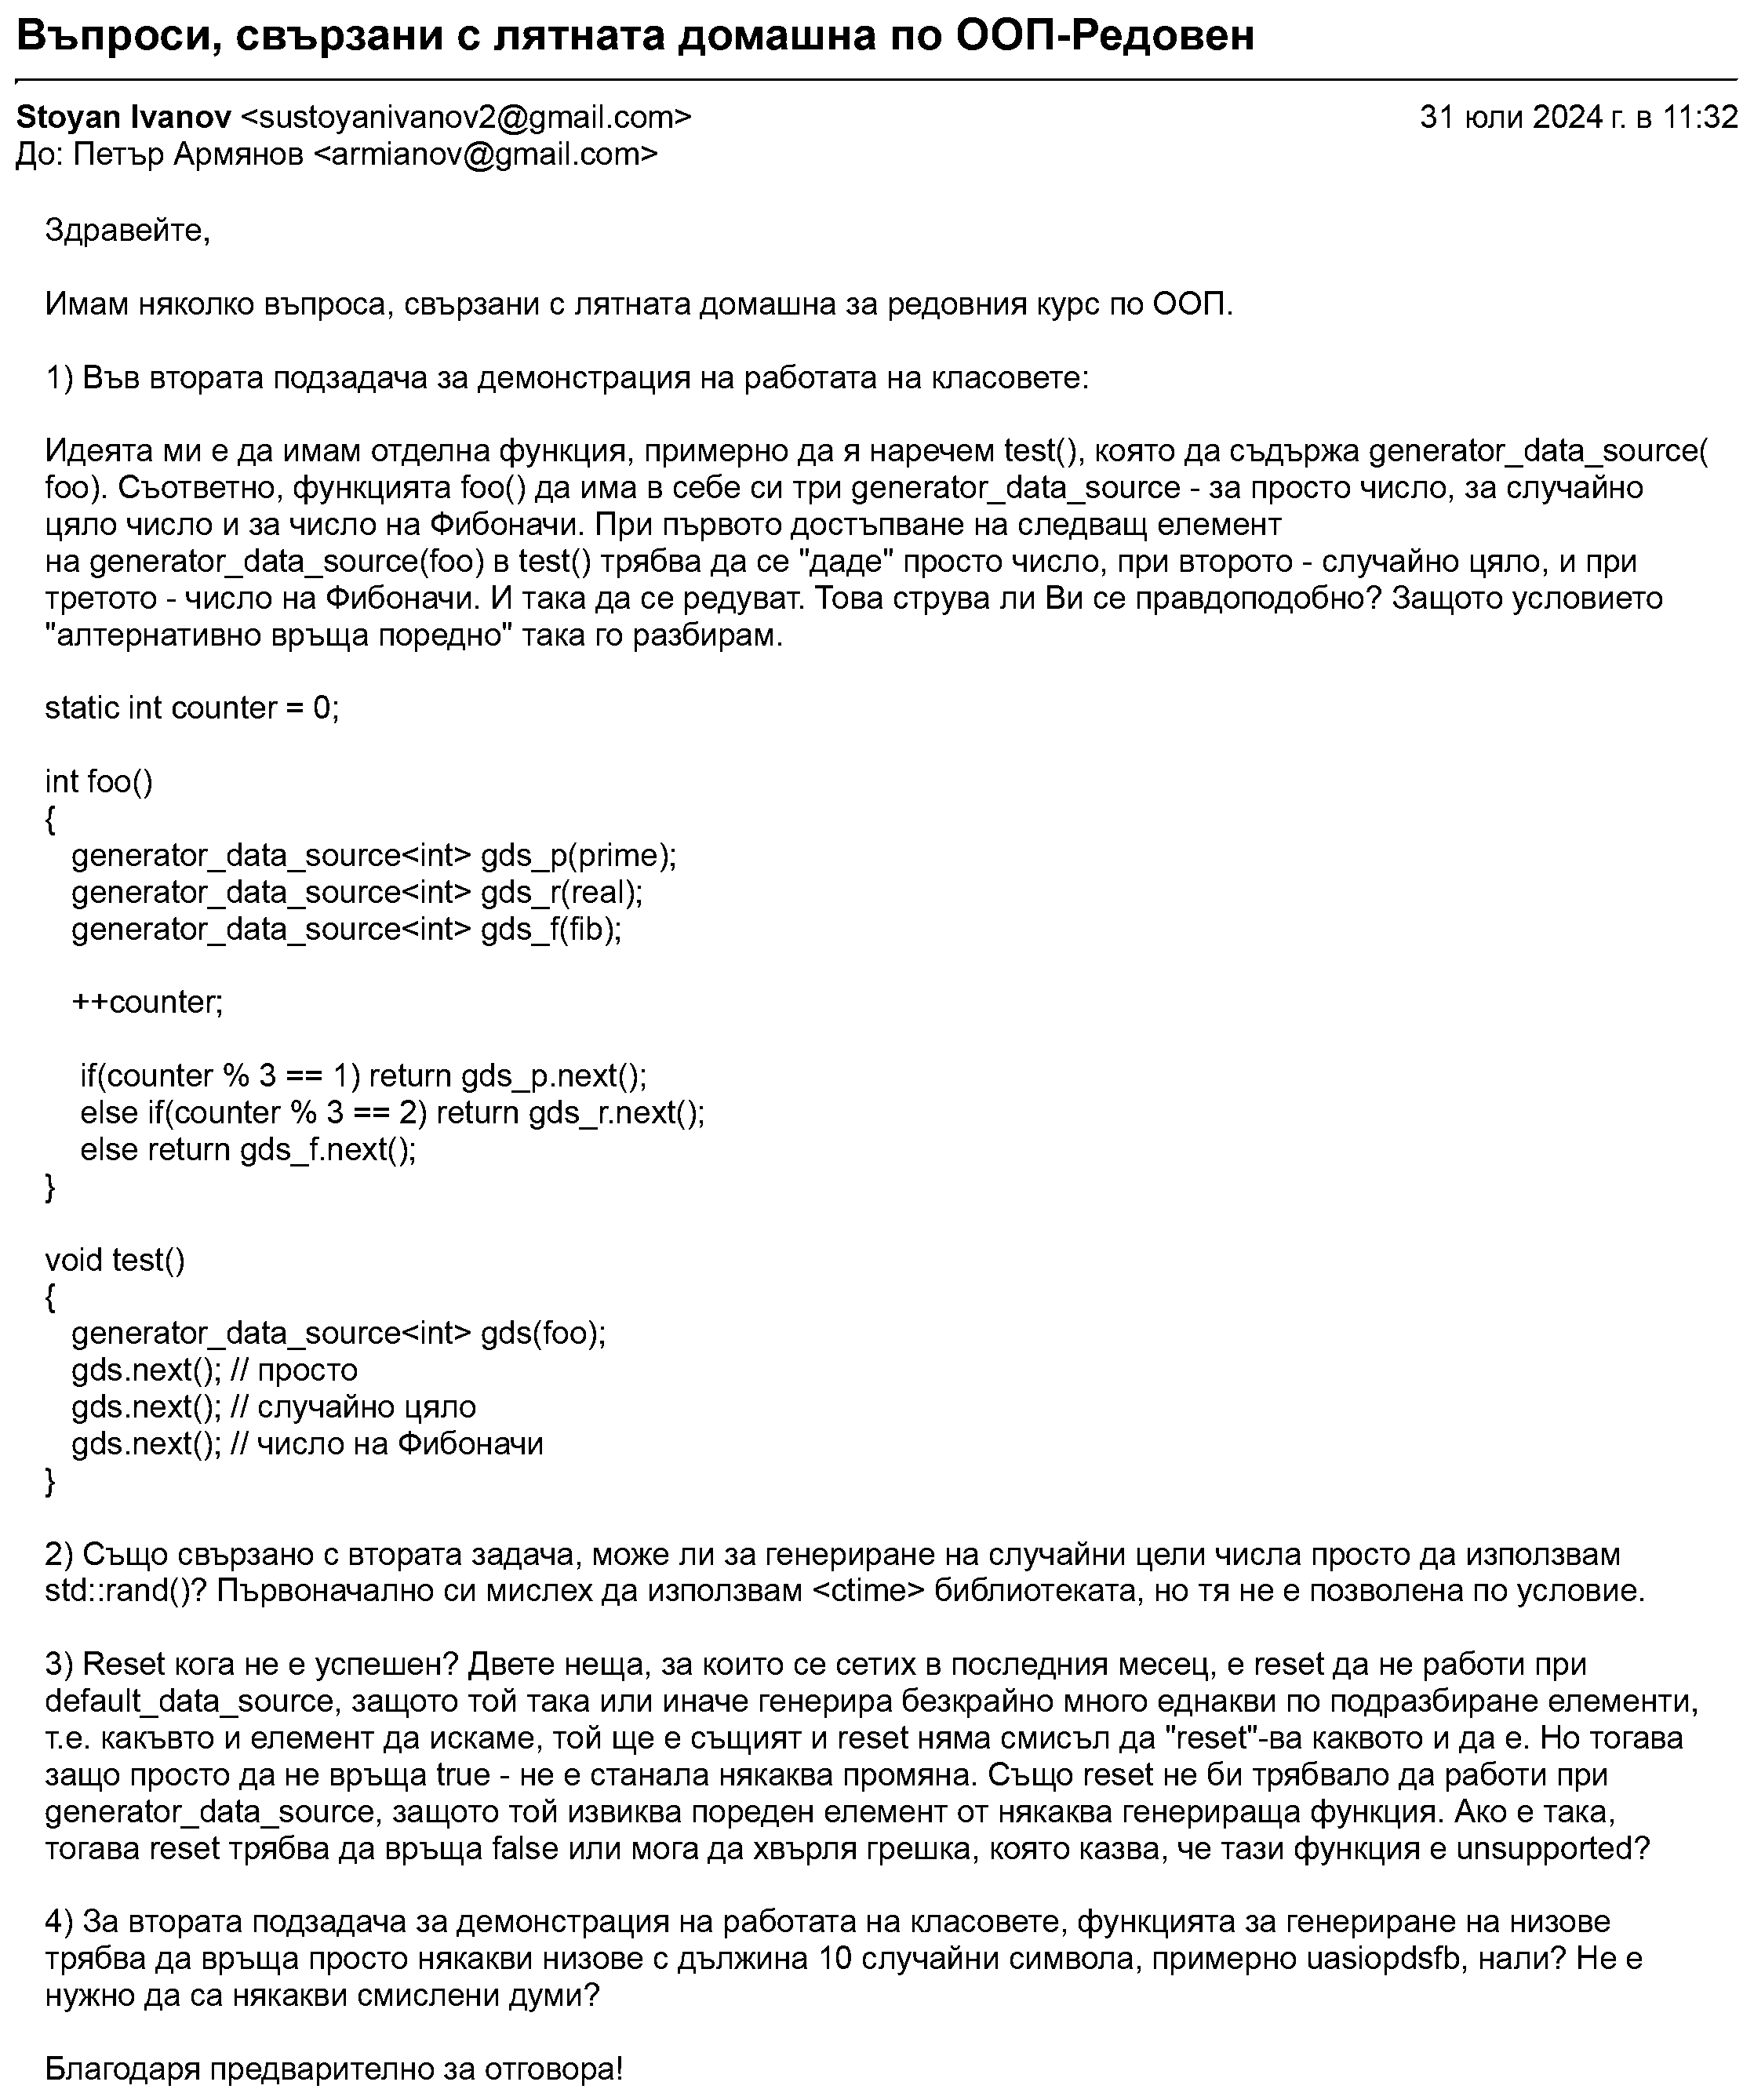 Въпроси, свързани с лятната домашна по ООП-Редовен
Stoyan Ivanov <sustoyanivanov2@gmail.com>
31 юли 2024 г. в 11:32
До: Петър Армянов <armianov@gmail.com>
Здравейте,
Имам няколко въпроса, свързани с лятната домашна за редовния курс по ООП.
1) Във втората подзадача за демонстрация на работата на класовете:
Идеята ми е да имам отделна функция, примерно да я наречем test(), която да съдържа generator_data_source(
foo). Съответно, функцията foo() да има в себе си три generator_data_source - за просто число, за случайно
цяло число и за число на Фибоначи. При първото достъпване на следващ елемент
на generator_data_source(foo) в test() трябва да се "даде" просто число, при второто - случайно цяло, и при
третото - число на Фибоначи. И така да се редуват. Това струва ли Ви се правдоподобно? Защото условието
"алтернативно връща поредно" така го разбирам.
static int counter = 0;
int foo()
{
generator_data_source<int> gds_p(prime);
generator_data_source<int> gds_r(real);
generator_data_source<int> gds_f(fib);
++counter;
if(counter % 3 == 1) return gds_p.next();
else if(counter % 3 == 2) return gds_r.next();
else return gds_f.next();
}
void test()
{
generator_data_source<int> gds(foo);
gds.next(); // просто
gds.next(); // случайно цяло
gds.next(); // число на Фибоначи
}
2) Също свързано с втората задача, може ли за генериране на случайни цели числа просто да използвам
std::rand()? Първоначално си мислех да използвам <ctime> библиотеката, но тя не е позволена по условие.
3) Reset кога не е успешен? Двете неща, за които се сетих в последния месец, е reset да не работи при
default_data_source, защото той така или иначе генерира безкрайно много еднакви по подразбиране елементи,
т.е. какъвто и елемент да искаме, той ще е същият и reset няма смисъл да "reset"-ва каквото и да е. Но тогава
защо просто да не връща true - не е станала някаква промяна. Също reset не би трябвало да работи при
generator_data_source, защото той извиква пореден елемент от някаква генерираща функция. Ако е така,
тогава reset трябва да връща false или мога да хвърля грешка, която казва, че тази функция е unsupported?
4) За втората подзадача за демонстрация на работата на класовете, функцията за генериране на низове
трябва да връща просто някакви низове с дължина 10 случайни символа, примерно uasiopdsfb, нали? Не е
нужно да са някакви смислени думи?
Благодаря предварително за отговора!